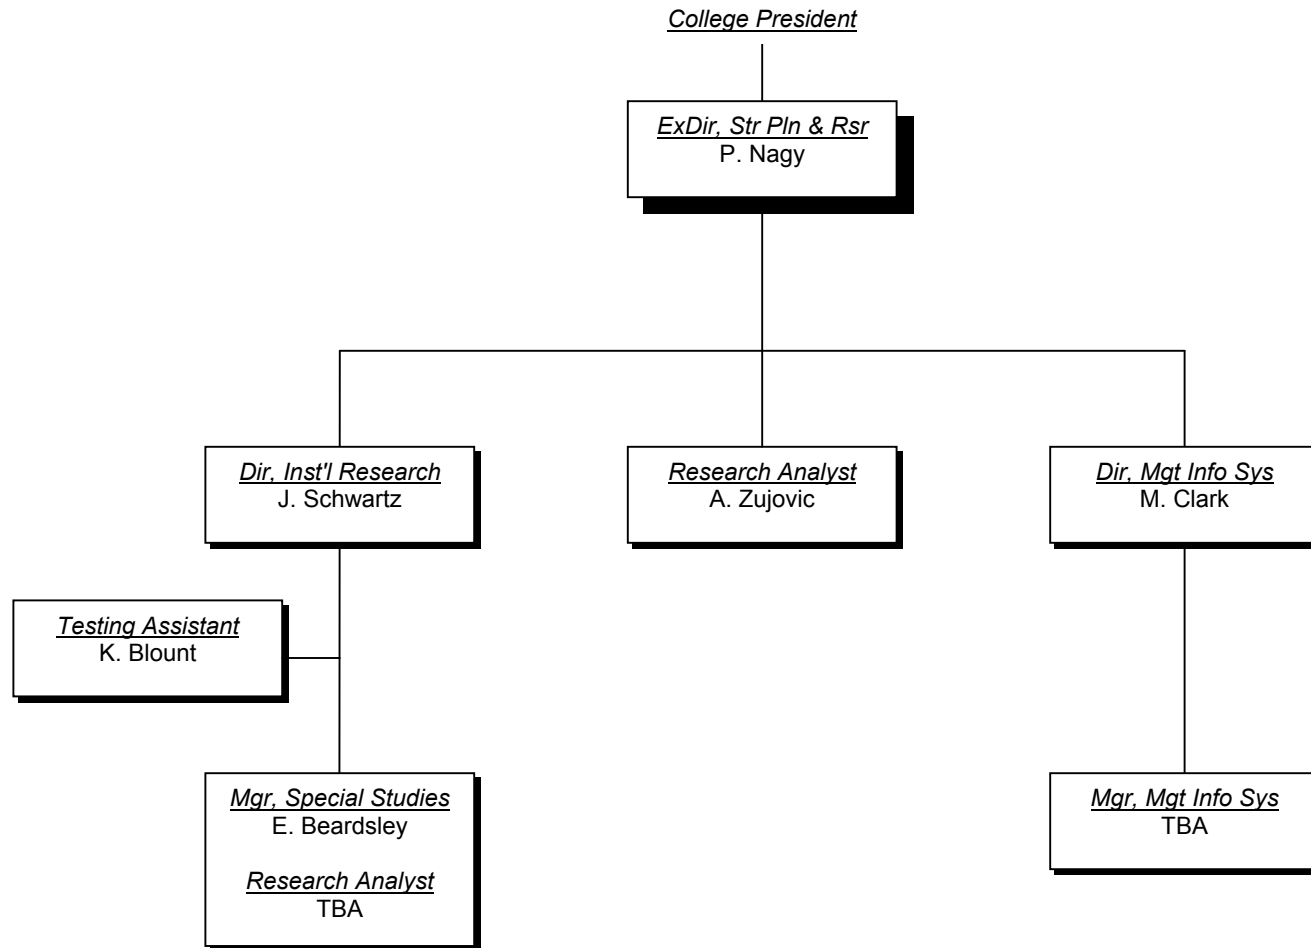 College President
ExDir, Str Pln & Rsr
P. Nagy
Dir, Inst'l Research
J. Schwartz
Research Analyst
A. Zujovic
Dir, Mgt Info Sys
M. Clark
Testing Assistant
K. Blount
Mgr, Special Studies
E. Beardsley
Research Analyst
TBA
Mgr, Mgt Info Sys
TBA